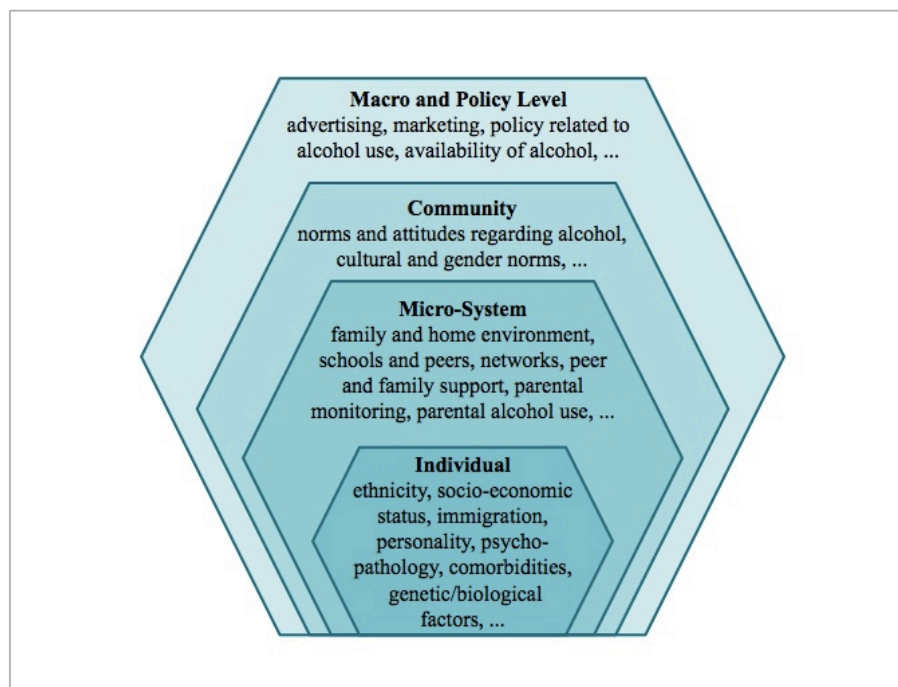 Macro and Policy Level
advertising, marketing, policy related to
alcohol use, availability of alcohol, ...
Community
norms and attitudes regarding alcohol,
cultural and gender norms, ...
Micro-System
family and home environment,
schools and peers, networks, peer
and family support, parental
monitoring, parental alcohol use, ...
Individual
ethnicity, socio-economic
status, immigration,
personality, psycho-
pathology, comorbidities,
genetic/biological
factors, ...